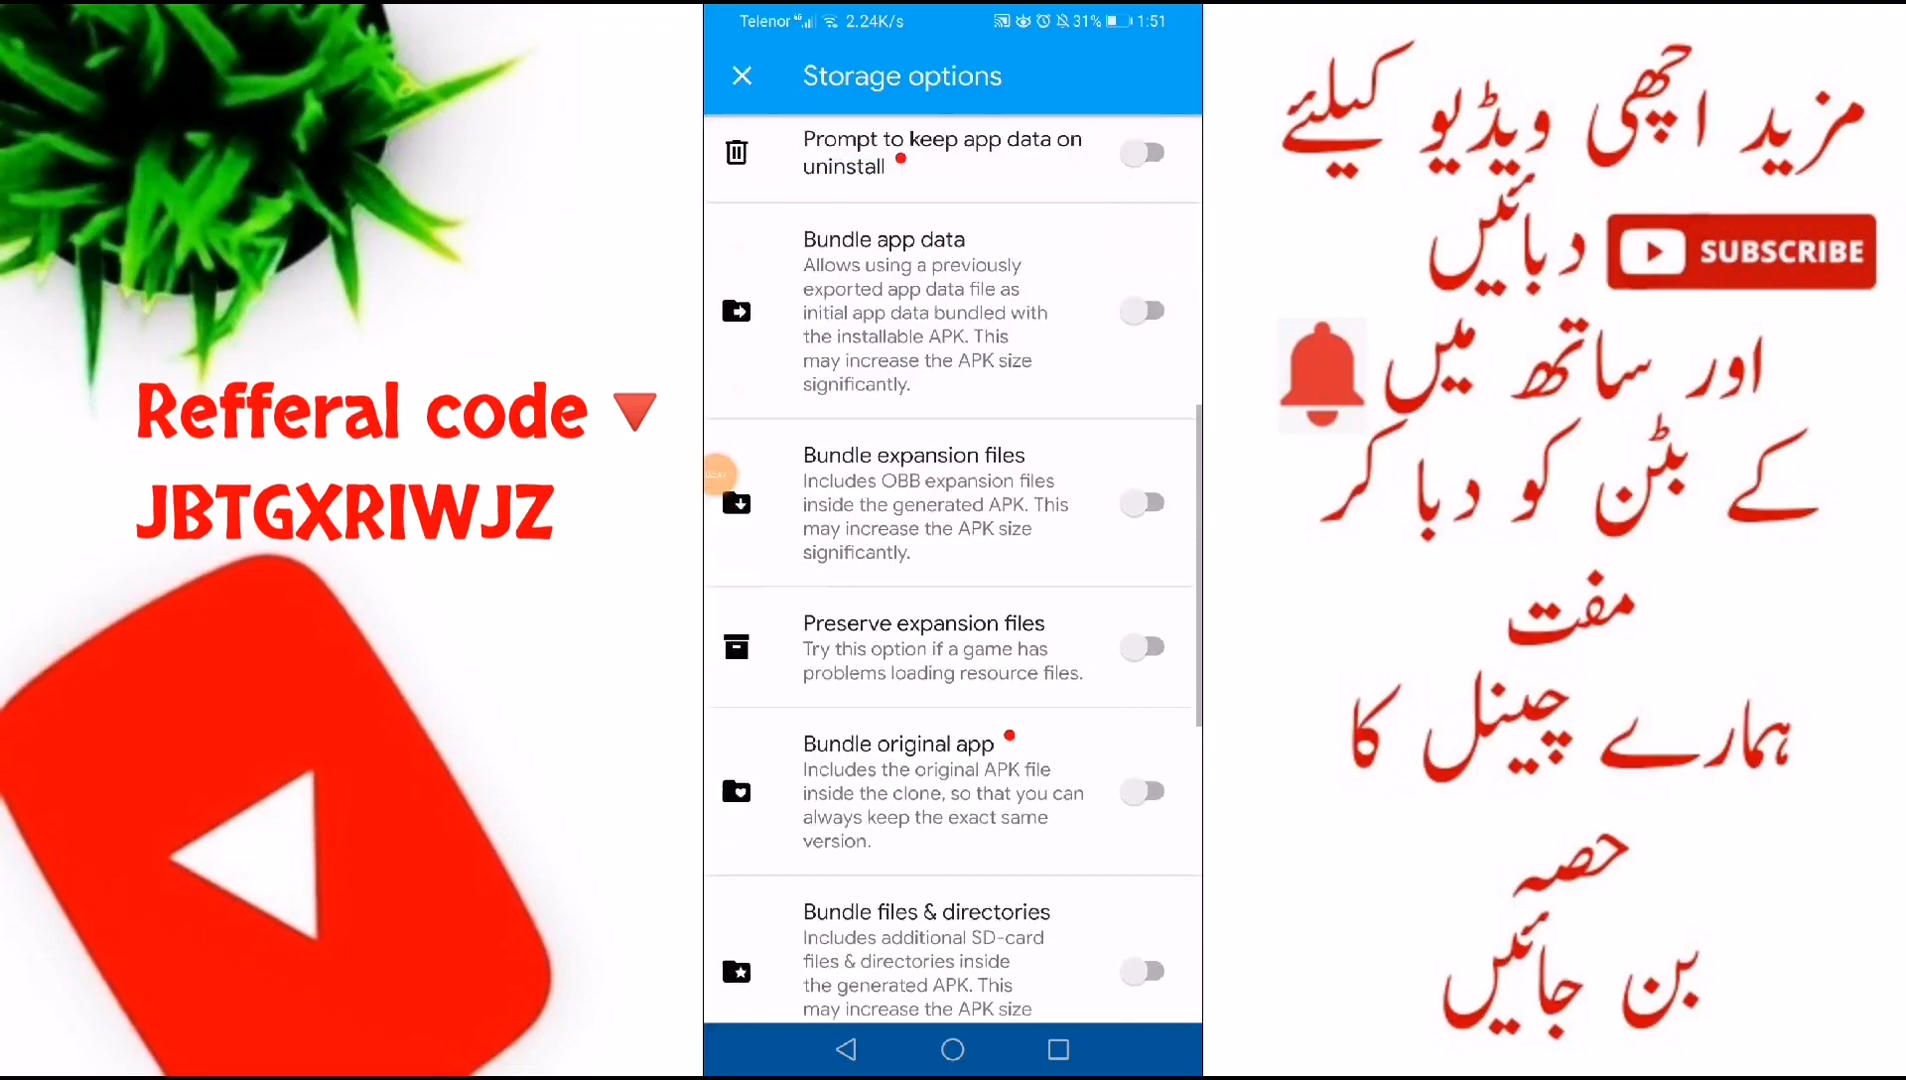 Refferal code
JBTGXRIWJZ
Telenor 4G 2.24K/s 31% 1:51
Storage options
Prompt to keep app data on
uninstall
Bundle app data
Allows using a previously
exported app data file as
initial app data bundled with
the installable APK. This
may increase the APK size
significantly.
Bundle expansion files
Includes OBB expansion files
inside the generated APK. This
may increase the APK size
significantly.
Preserve expansion files
Try this option if a game has
problems loading resource files.
Bundle original app
Includes the original APK file
inside the clone, so that you can
always keep the exact same
version.
Bundle files & directories
Includes additional SD-card
files & directories inside
the generated APK. This
may increase the APK size
مزید اچھی ویڈیو کیلئے
SUBSCRIBE دبائیں
اور ساتھ میں
کے بٹن کو دبا کر
مفت
ہمارے چینل کا
حصہ
بن جائیں